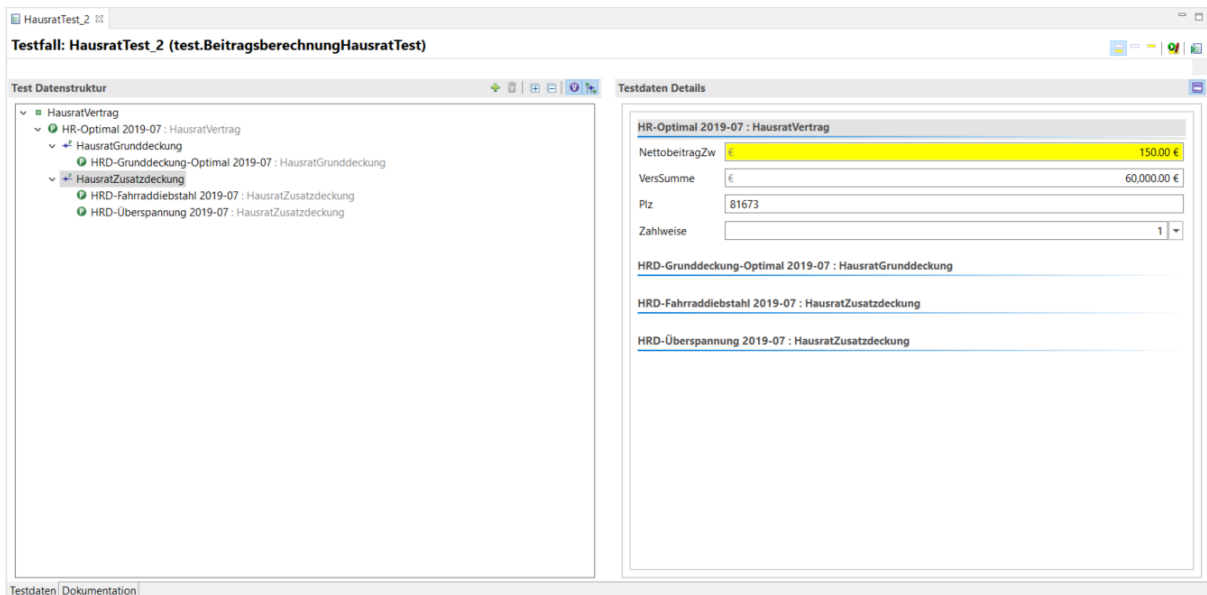 HausratTest_2
Testfall: HausratTest_2 (test.BeitragsberechnungHausratTest)
Test Datenstruktur
HausratVertrag
HR-Optimal 2019-07 : HausratVertrag
HausratGrunddeckung
HRD-Grunddeckung-Optimal 2019-07 : HausratGrunddeckung
HausratZusatzdeckung
HRD-Fahrraddiebstahl 2019-07 : HausratZusatzdeckung
HRD-Überspannung 2019-07 : HausratZusatzdeckung
Testdaten Details
HR-Optimal 2019-07 : HausratVertrag
NettobeitragZw € 150.00 €
VersSumme € 60,000.00 €
Plz 81673
Zahlweise 1
HRD-Grunddeckung-Optimal 2019-07 : HausratGrunddeckung
HRD-Fahrraddiebstahl 2019-07 : HausratZusatzdeckung
HRD-Überspannung 2019-07 : HausratZusatzdeckung
Testdaten Dokumentation